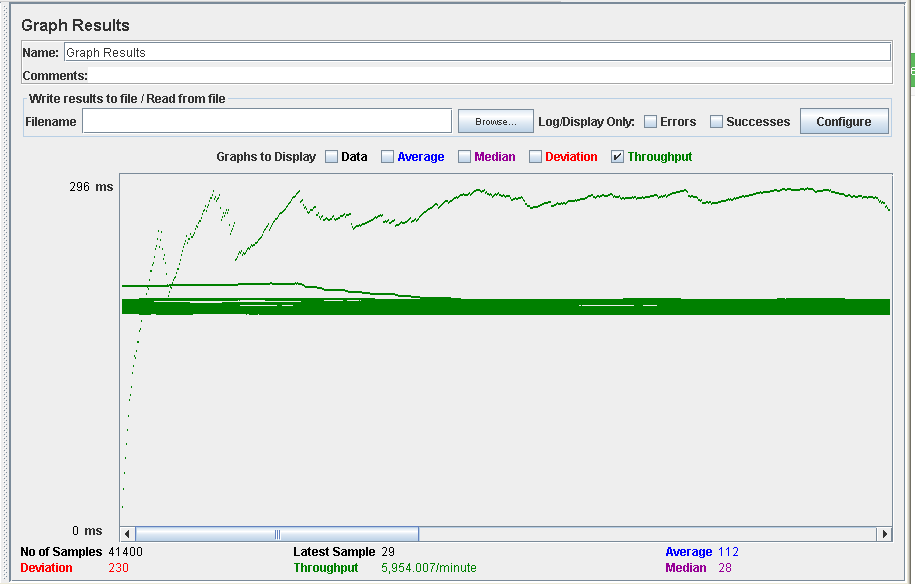 Graph Results
Name: Graph Results
Comments:
Write results to file / Read from file
Filename Browse... Log/Display Only: Errors Successes Configure
Graphs to Display Data Average Median Deviation Throughput
296 ms
0 ms
No of Samples 41400 Latest Sample 29 Average 112
Deviation 230 Throughput 5,954.007/minute Median 28